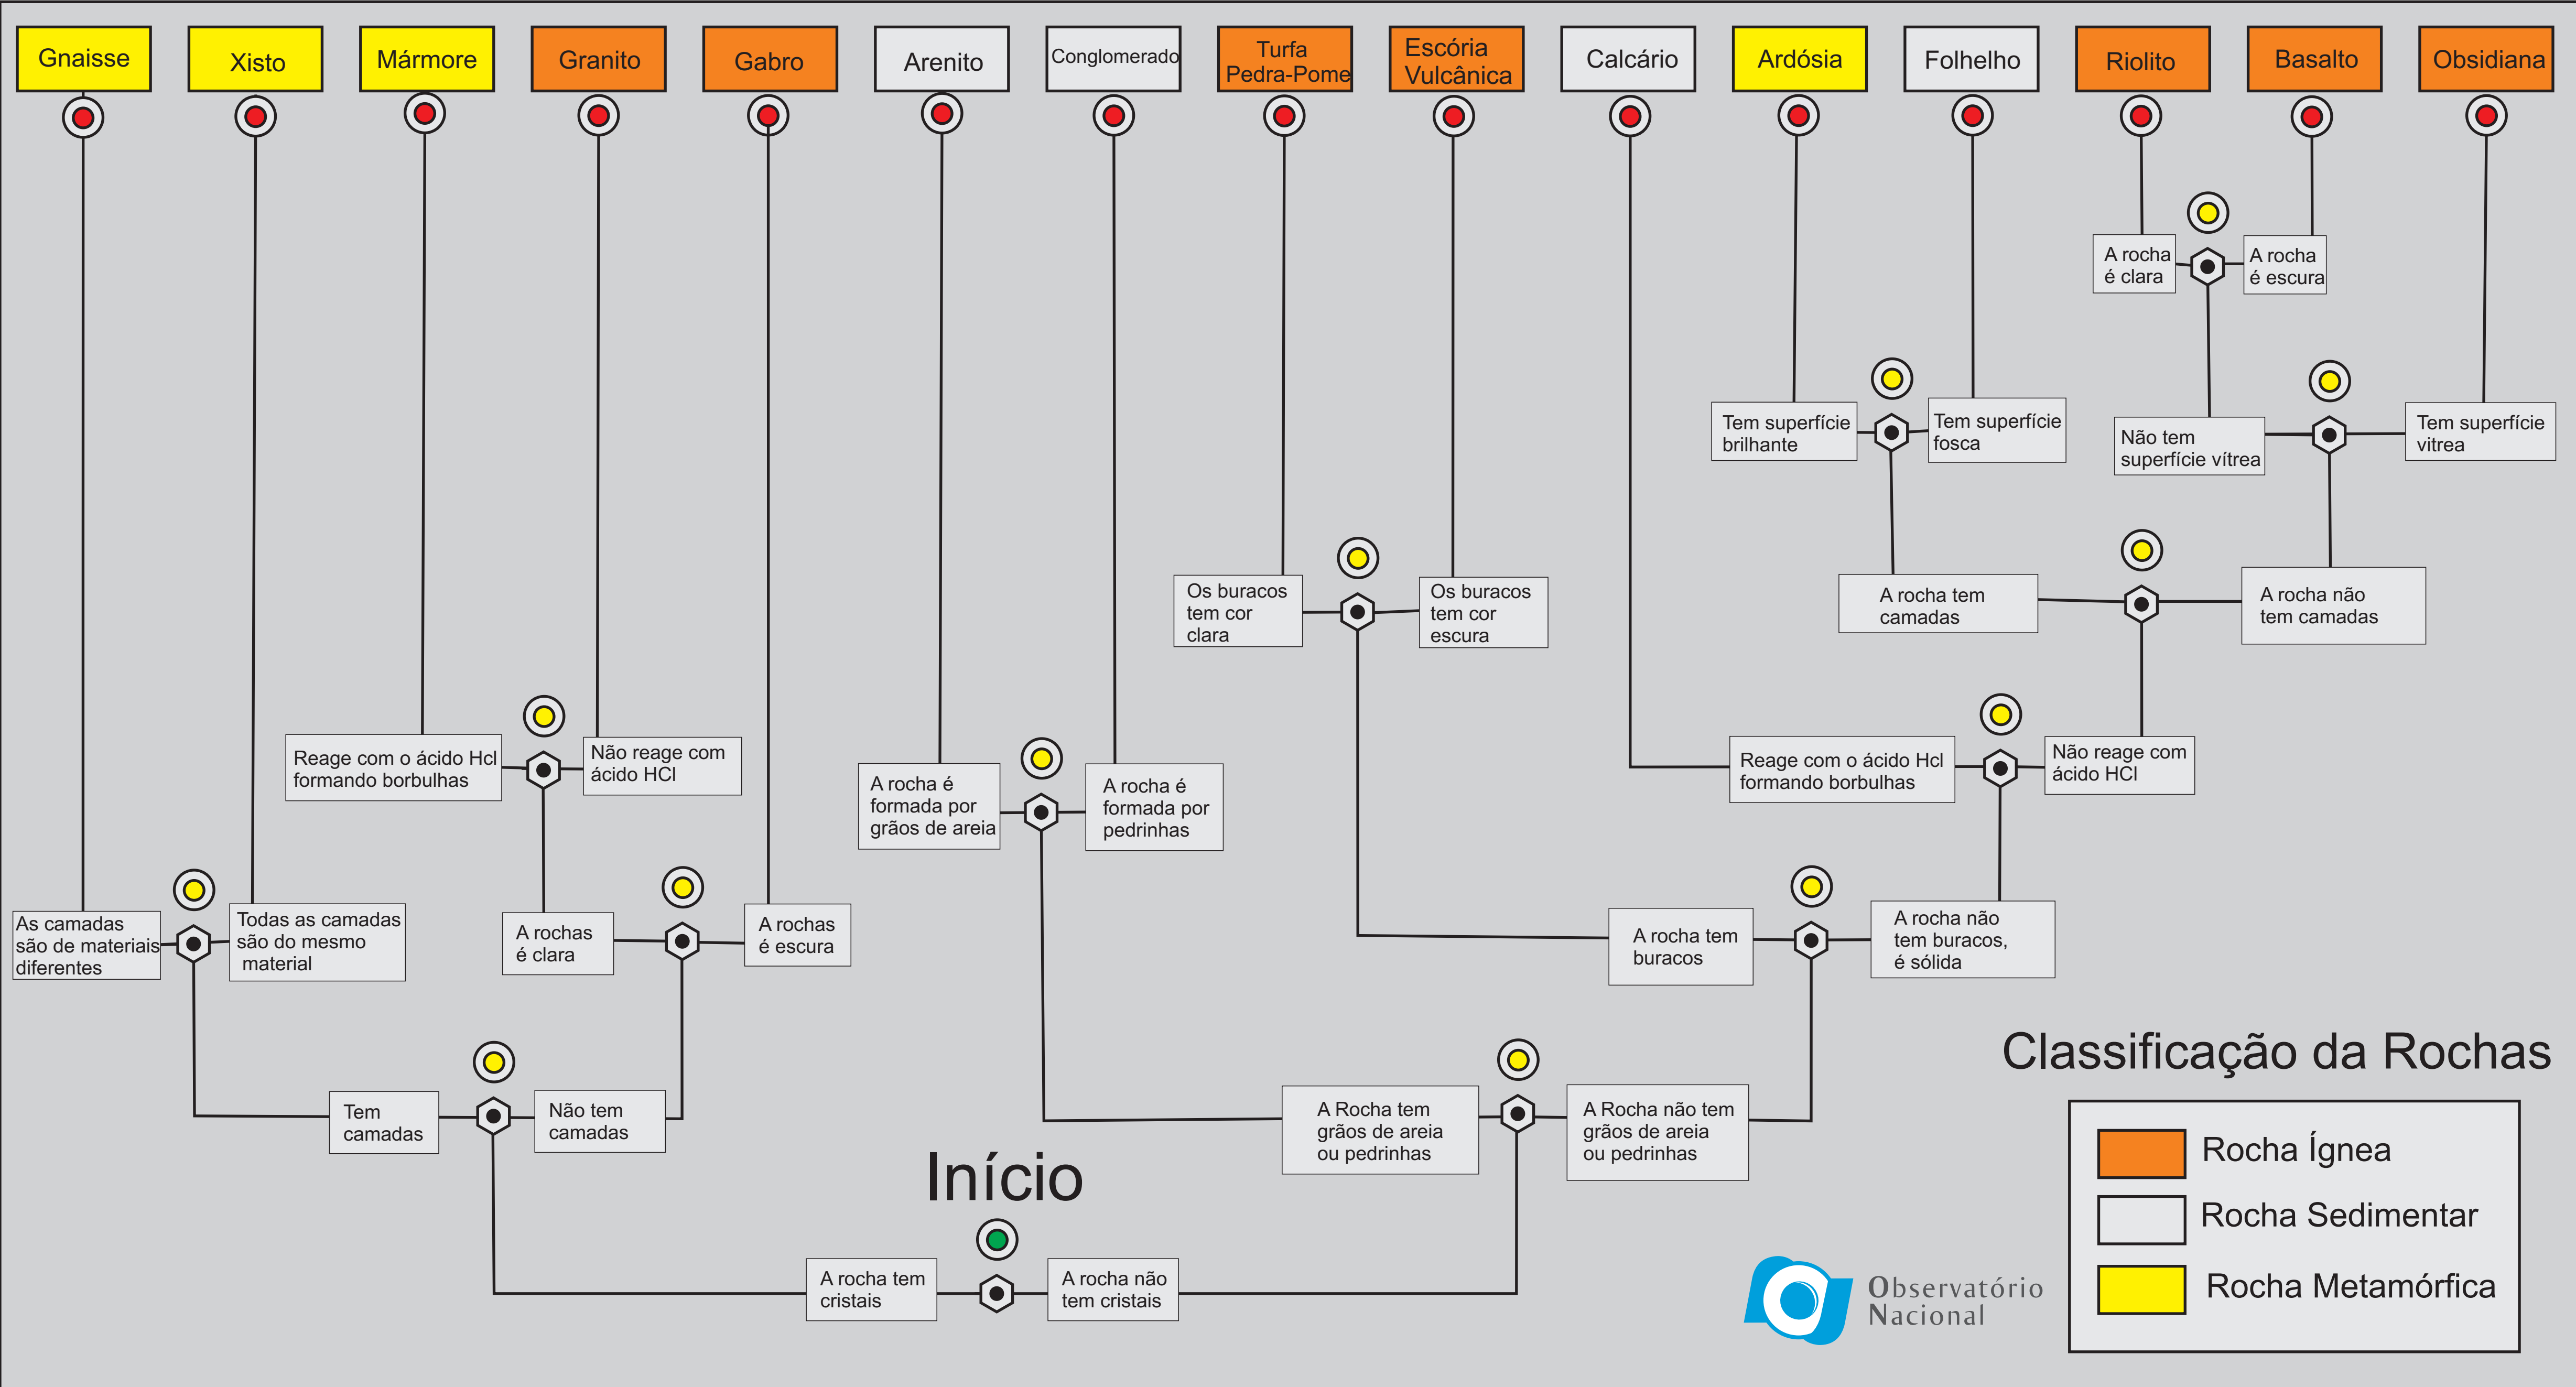 Gnaisse
Xisto
Mármore
Granito
Gabro
Arenito
Conglomerado
Turfa
Pedra-Pome
Escória
Vulcânica
Calcário
Ardósia
Folhelho
Riolito
Basalto
Obsidiana
A rocha
é clara
A rocha
é escura
Tem superfície
brilhante
Tem superfície
fosca
Não tem
superfície vítrea
Tem superfície
vitrea
Os buracos
tem cor
clara
Os buracos
tem cor
escura
A rocha tem
camadas
A rocha não
tem camadas
Reage com o ácido Hcl
formando borbulhas
Não reage com
ácido HCl
A rocha é
formada por
grãos de areia
A rocha é
formada por
pedrinhas
Reage com o ácido Hcl
formando borbulhas
Não reage com
ácido HCl
As camadas
são de materiais
diferentes
Todas as camadas
são do mesmo
material
A rochas
é clara
A rochas
é escura
A rocha tem
buracos
A rocha não
tem buracos,
é sólida
Tem
camadas
Não tem
camadas
A Rocha tem
grãos de areia
ou pedrinhas
A Rocha não tem
grãos de areia
ou pedrinhas
Início
A rocha tem
cristais
A rocha não
tem cristais
Classificação da Rochas
Rocha Ígnea
Rocha Sedimentar
Rocha Metamórfica
Observatório
Nacional